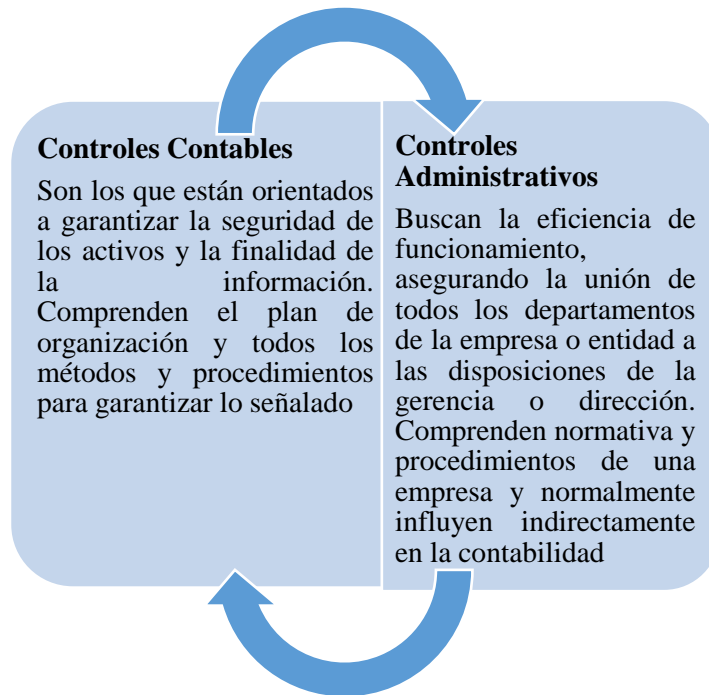 Controles Contables
Son los que están orientados
a garantizar la seguridad de
los activos y la finalidad de
la información.
Comprenden el plan de
organización y todos los
métodos y procedimientos
para garantizar lo señalado
Controles
Administrativos
Buscan la eficiencia de
funcionamiento,
asegurando la unión de
todos los departamentos
de la empresa o entidad a
las disposiciones de la
gerencia o dirección.
Comprenden normativa y
procedimientos de una
empresa y normalmente
influyen indirectamente
en la contabilidad